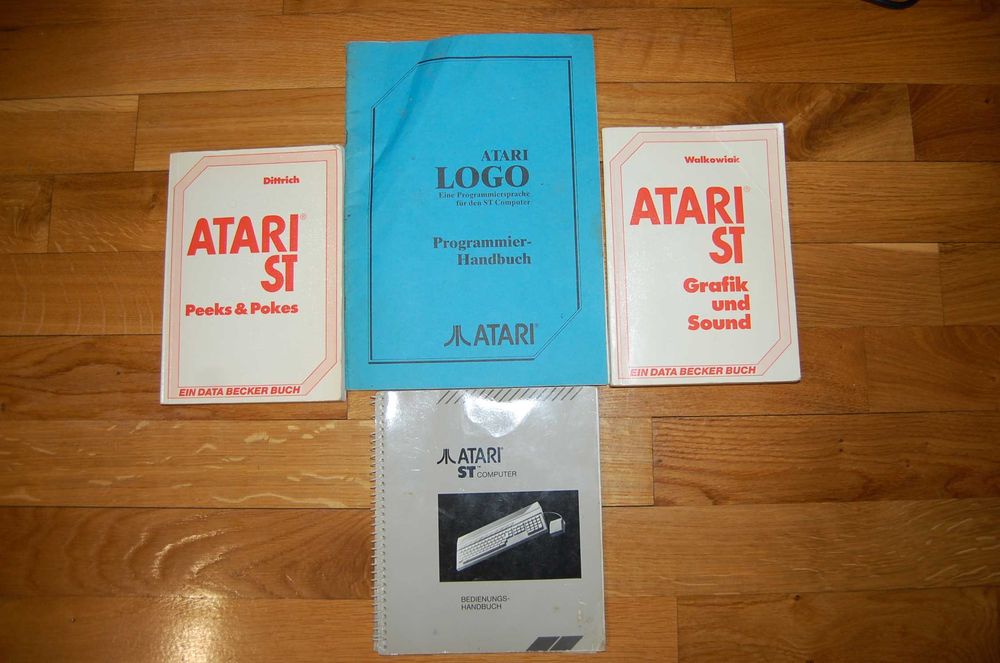 Dittrich
ATARI®
ST
Peeks & Pokes
EIN DATA BECKER BUCH
ATARI
LOGO
Eine Programmiersprache
für den ST Computer
Programmier-
Handbuch
ATARI®
Walkowiak
ATARI®
ST
Grafik
und
Sound
EIN DATA BECKER BUCH
ATARI®
ST™ COMPUTER
BEDIENUNGS-
HANDBUCH